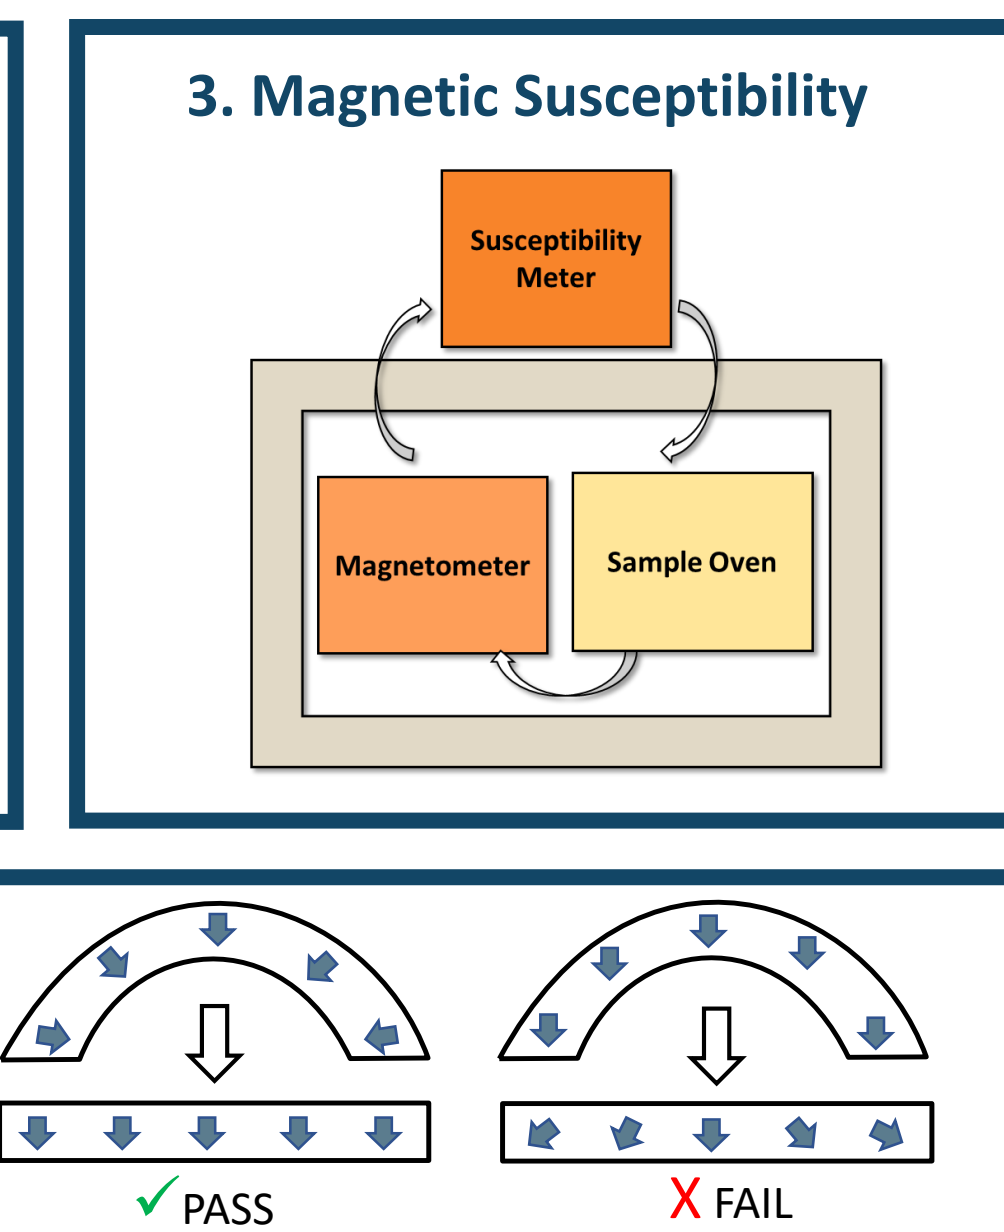 3. Magnetic Susceptibility
Susceptibility
Meter
Magnetometer
Sample Oven
PASS
X FAIL